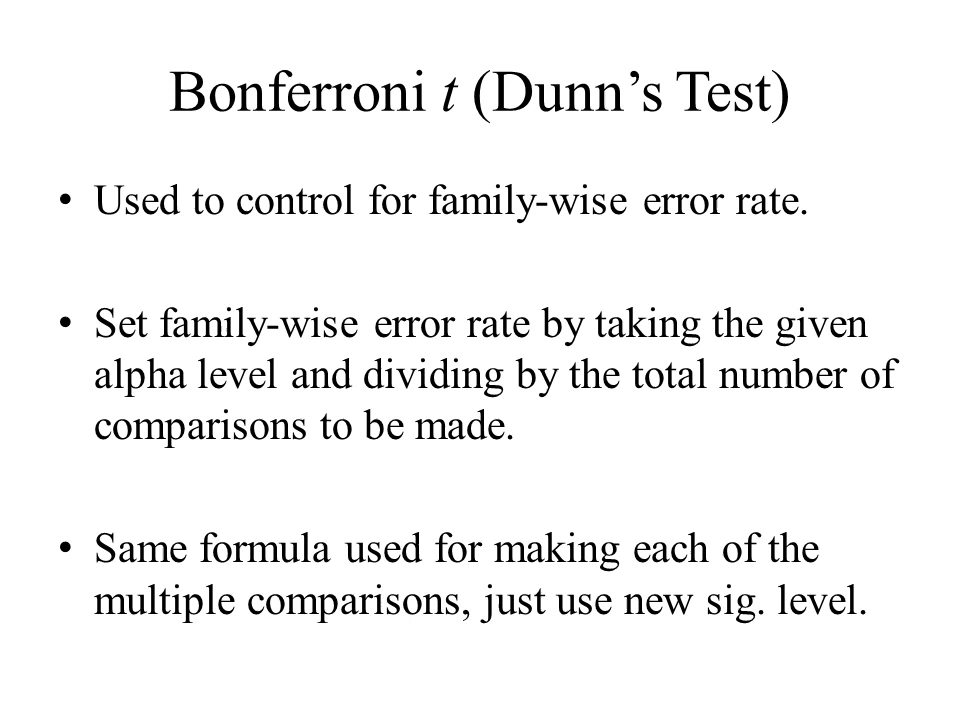 Bonferroni t (Dunn’s Test)
• Used to control for family-wise error rate.
• Set family-wise error rate by taking the given
alpha level and dividing by the total number of
comparisons to be made.
• Same formula used for making each of the
multiple comparisons, just use new sig. level.